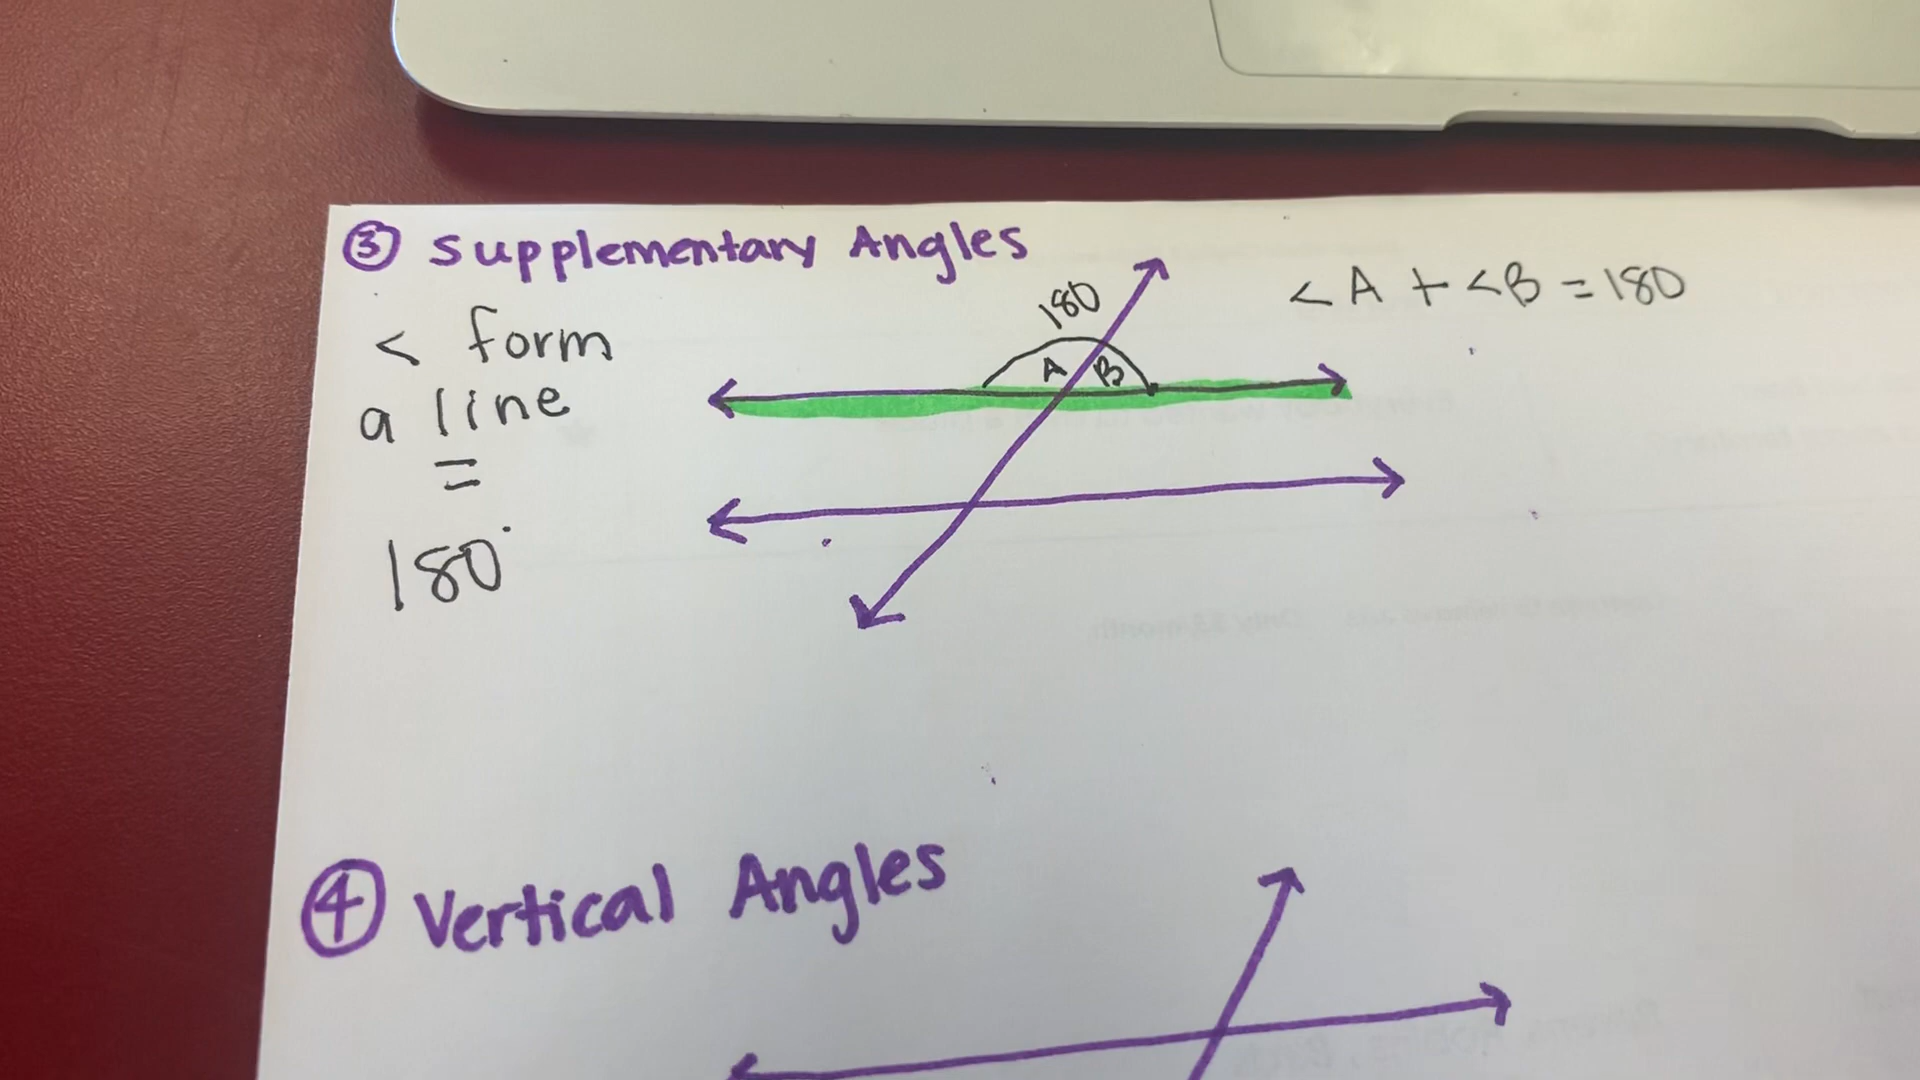 ③ Supplementary Angles
< form
a line
=
180°
180
A B
<A + <B = 180
④ Vertical Angles